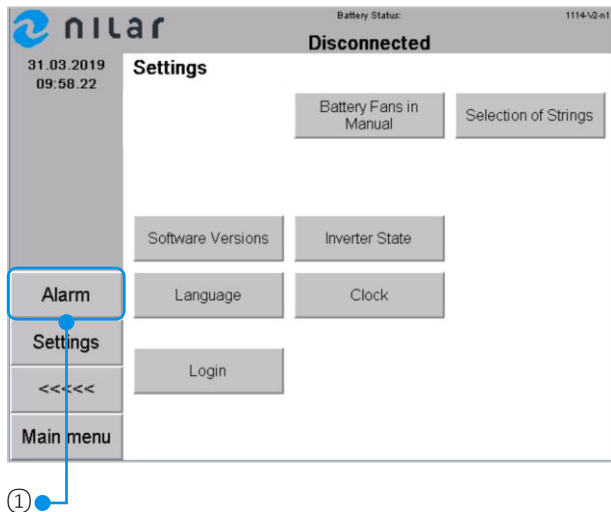 nilar
Battery Status:
1114-V2-n1
Disconnected
31.03.2019
09:58.22
Settings
Battery Fans in
Manual
Selection of Strings
Software Versions
Inverter State
Alarm
Language
Clock
Settings
Login
<<<<<
Main menu
①